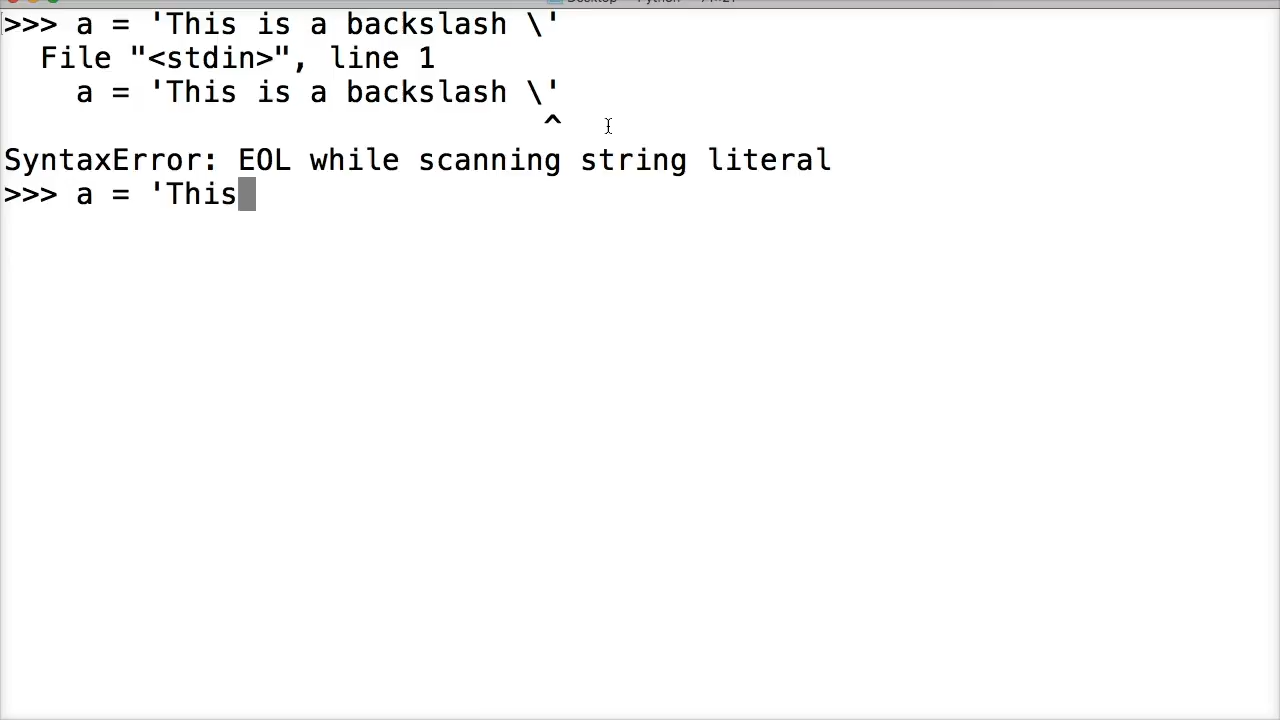 >>> a = 'This is a backslash \'
  File "<stdin>", line 1
    a = 'This is a backslash \'
                              ^
SyntaxError: EOL while scanning string literal
>>> a = 'This